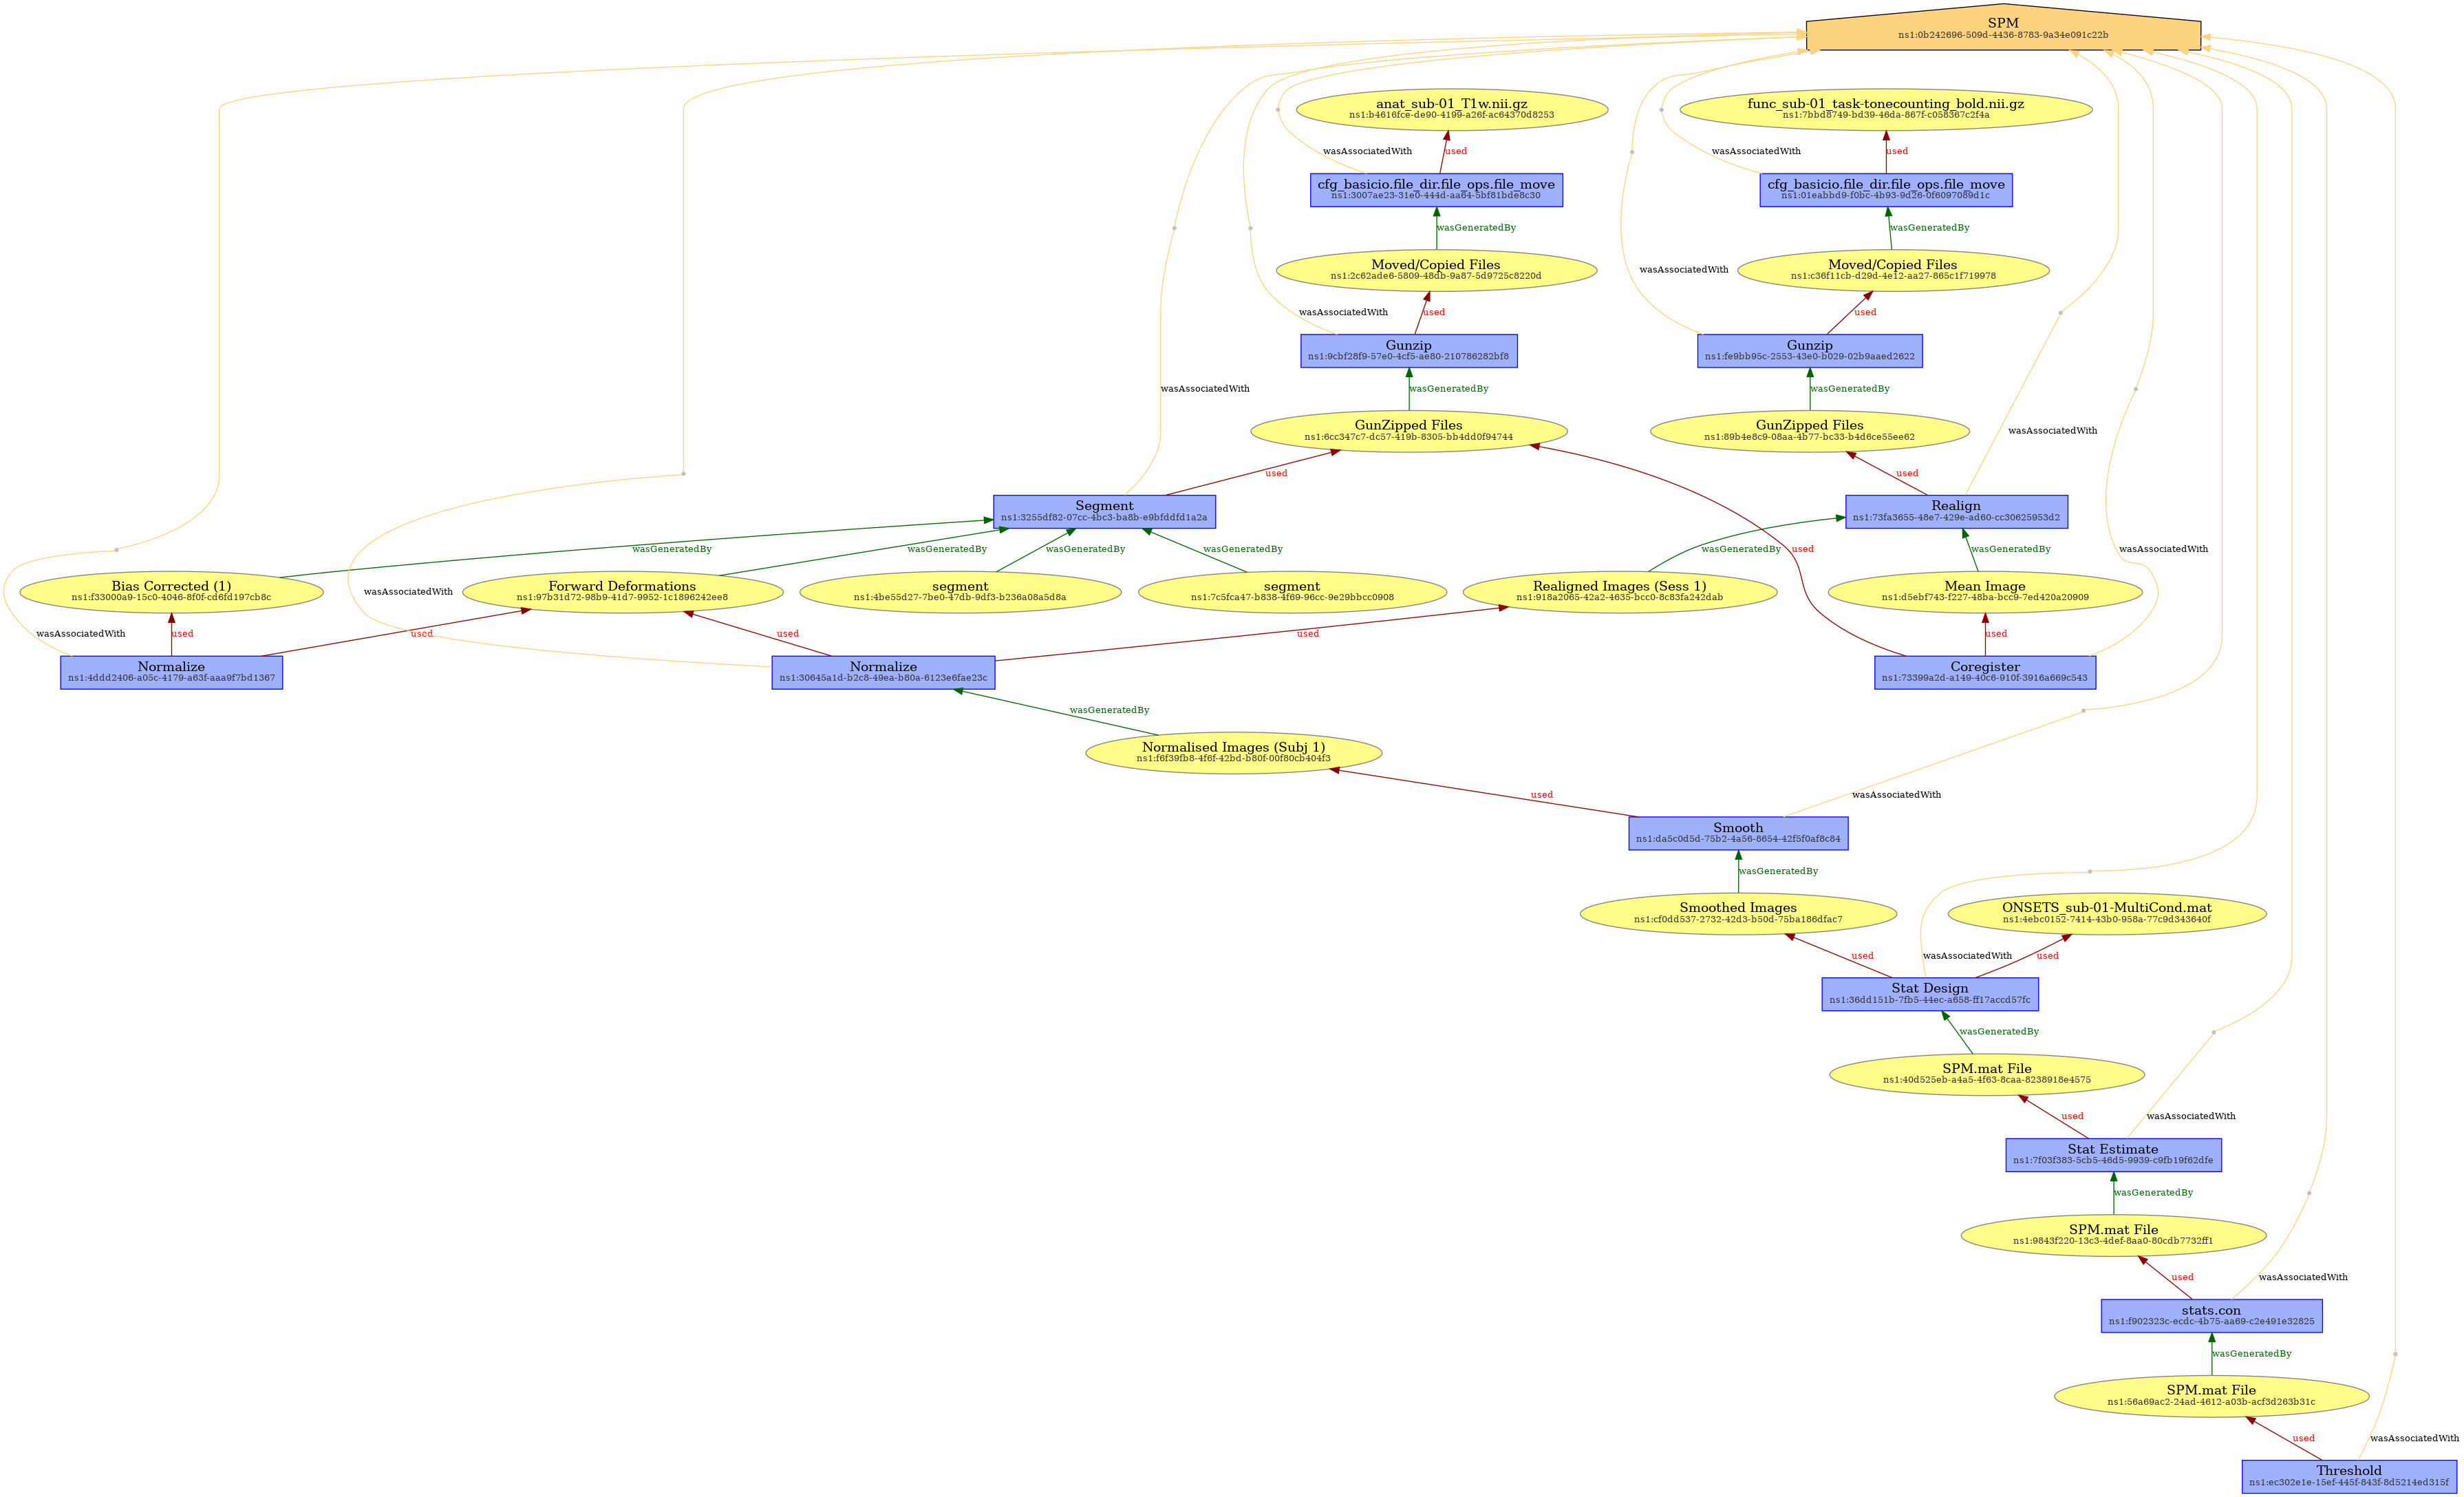 SPM
ns1:0b242696-509d-4436-8783-9a34e091c22b
anat_sub-01_T1w.nii.gz
ns1:b4616fce-de90-4199-a26f-ac64370d8253
func_sub-01_task-tonecounting_bold.nii.gz
ns1:7bbd8749-bd39-46da-867f-c058367c2f4a
wasAssociatedWith
used
wasAssociatedWith
used
cfg_basicio.file_dir.file_ops.file_move
ns1:3007ae23-31e0-444d-aa64-5bf81bde8c30
cfg_basicio.file_dir.file_ops.file_move
ns1:01eabbd9-f0bc-4b93-9d26-0f6097089d1c
wasGeneratedBy
wasGeneratedBy
Moved/Copied Files
ns1:2c62ade6-5809-48db-9a87-5d9725c8220d
wasAssociatedWith
Moved/Copied Files
ns1:c36f11cb-d29d-4e12-aa27-865c1f719978
wasAssociatedWith
used
used
Gunzip
ns1:9cbf28f9-57e0-4cf5-ae80-210786282bf8
Gunzip
ns1:fe9bb95c-2553-43e0-b029-02b9aaed2622
wasAssociatedWith
wasGeneratedBy
wasGeneratedBy
GunZipped Files
ns1:6cc347c7-dc57-419b-8305-bb4dd0f94744
GunZipped Files
ns1:89b4e8c9-08aa-4b77-bc33-b4d6ce55ee62
wasAssociatedWith
used
used
Segment
ns1:3255df82-07cc-4bc3-ba8b-e9bfddfd1a2a
Realign
ns1:73fa3655-48e7-429e-ad60-cc30625953d2
wasGeneratedBy
wasGeneratedBy
wasGeneratedBy
wasGeneratedBy
wasGeneratedBy
used
wasGeneratedBy
wasAssociatedWith
Bias Corrected (1)
ns1:f33000a9-15c0-4046-8f0f-cd6fd197cb8c
wasAssociatedWith
Forward Deformations
ns1:97b31d72-98b9-41d7-9952-1c1896242ee8
segment
ns1:4be55d27-7be0-47db-9df3-b236a08a5d8a
segment
ns1:7c5fca47-b838-4f69-96cc-9e29bbcc0908
Realigned Images (Sess 1)
ns1:918a2065-42a2-4635-bcc0-8c83fa242dab
Mean Image
ns1:d5ebf743-f227-48ba-bcc9-7ed420a20909
wasAssociatedWith
used
used
used
used
used
Normalize
ns1:4ddd2406-a05c-4179-a63f-aaa9f7bd1367
Normalize
ns1:30645a1d-b2c8-49ea-b80a-6123e6fae23c
Coregister
ns1:73399a2d-a149-40c6-910f-3916a669c543
wasGeneratedBy
Normalised Images (Subj 1)
ns1:f6f39fb8-4f6f-42bd-b80f-00f80cb404f3
used
wasAssociatedWith
Smooth
ns1:da5c0d5d-75b2-4a56-8654-42f5f0af8c84
wasGeneratedBy
Smoothed Images
ns1:cf0dd537-2732-42d3-b50d-75ba186dfac7
ONSETS_sub-01-MultiCond.mat
ns1:4ebc0152-7414-43b0-958a-77c9d343640f
used
wasAssociatedWith
used
Stat Design
ns1:36dd151b-7fb5-44ec-a658-ff17accd57fc
wasGeneratedBy
SPM.mat File
ns1:40d525eb-a4a5-4f63-8caa-8238918e4575
used
wasAssociatedWith
Stat Estimate
ns1:7f03f383-5cb5-46d5-9939-c9fb19f62dfe
wasGeneratedBy
SPM.mat File
ns1:9843f220-13c3-4def-8aa0-80cdb7732ff1
used
wasAssociatedWith
stats.con
ns1:f902323c-ecdc-4b75-aa69-c2e491e32825
wasGeneratedBy
SPM.mat File
ns1:56a69ac2-24ad-4612-a03b-acf3d263b31c
used
wasAssociatedWith
Threshold
ns1:ec302e1e-15ef-445f-843f-8d5214ed315f